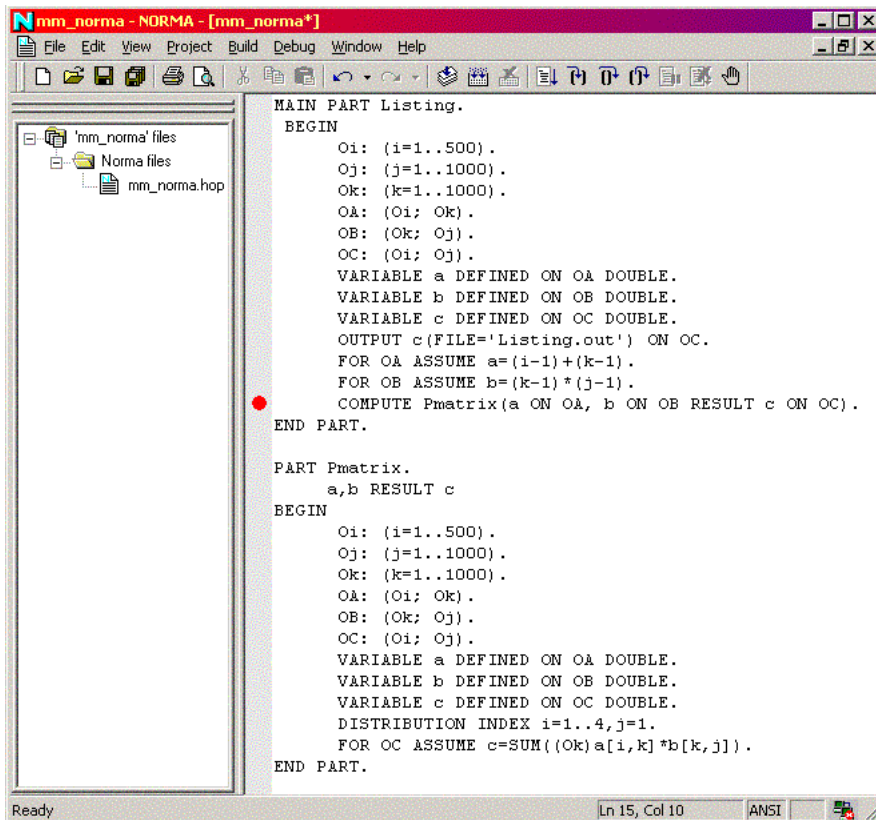 mm_norma - NORMA - [mm_norma*]
File Edit View Project Build Debug Window Help
'mm_norma' files
Norma files
mm_norma.hop
MAIN PART Listing.
BEGIN
Oi: (i=1..500).
Oj: (j=1..1000).
Ok: (k=1..1000).
OA: (Oi; Ok).
OB: (Ok; Oj).
OC: (Oi; Oj).
VARIABLE a DEFINED ON OA DOUBLE.
VARIABLE b DEFINED ON OB DOUBLE.
VARIABLE c DEFINED ON OC DOUBLE.
OUTPUT c(FILE='Listing.out') ON OC.
FOR OA ASSUME a=(i-1)+(k-1).
FOR OB ASSUME b=(k-1)*(j-1).
COMPUTE Pmatrix(a ON OA, b ON OB RESULT c ON OC).
END PART.
PART Pmatrix.
a,b RESULT c
BEGIN
Oi: (i=1..500).
Oj: (j=1..1000).
Ok: (k=1..1000).
OA: (Oi; Ok).
OB: (Ok; Oj).
OC: (Oi; Oj).
VARIABLE a DEFINED ON OA DOUBLE.
VARIABLE b DEFINED ON OB DOUBLE.
VARIABLE c DEFINED ON OC DOUBLE.
DISTRIBUTION INDEX i=1..4,j=1.
FOR OC ASSUME c=SUM((Ok)a[i,k]*b[k,j]).
END PART.
Ready
Ln 15, Col 10
ANSI